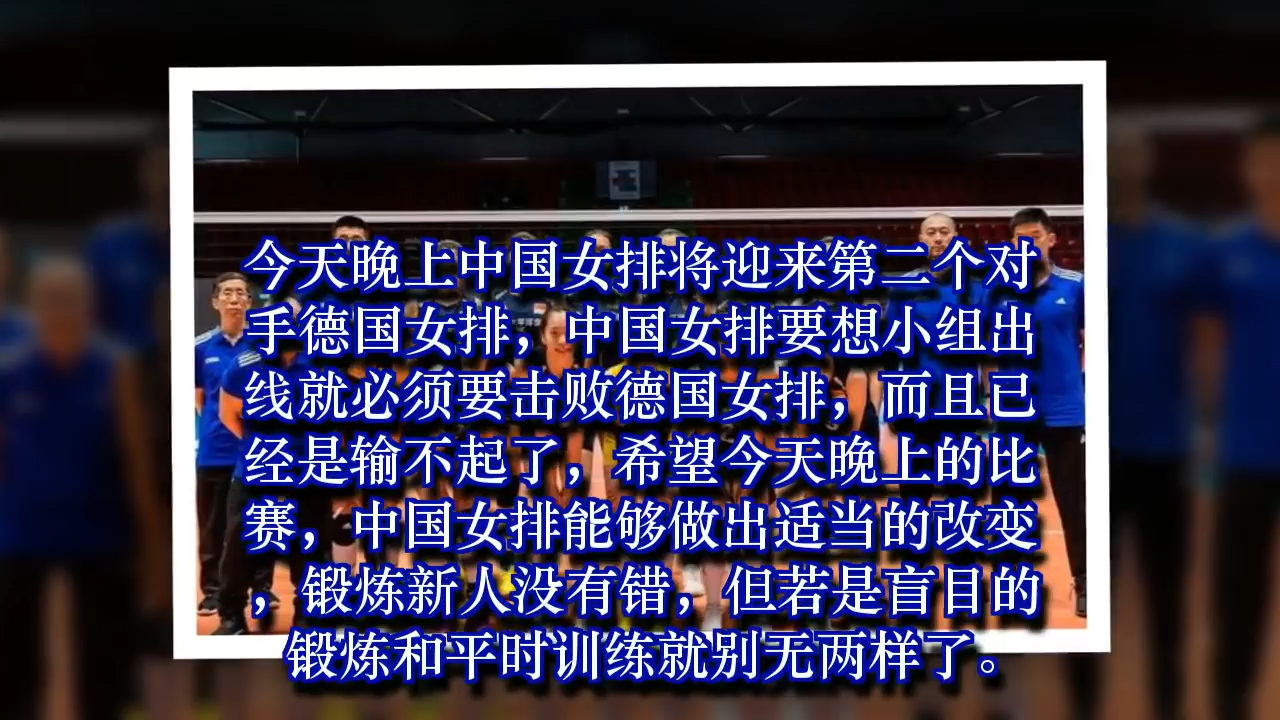 今天晚上中国女排将迎来第二个对
手德国女排，中国女排要想小组出
线就必须要击败德国女排，而且已
经是输不起了，希望今天晚上的比
赛，中国女排能够做出适当的改变
，锻炼新人没有错，但若是盲目的
锻炼和平时训练就别无两样了。